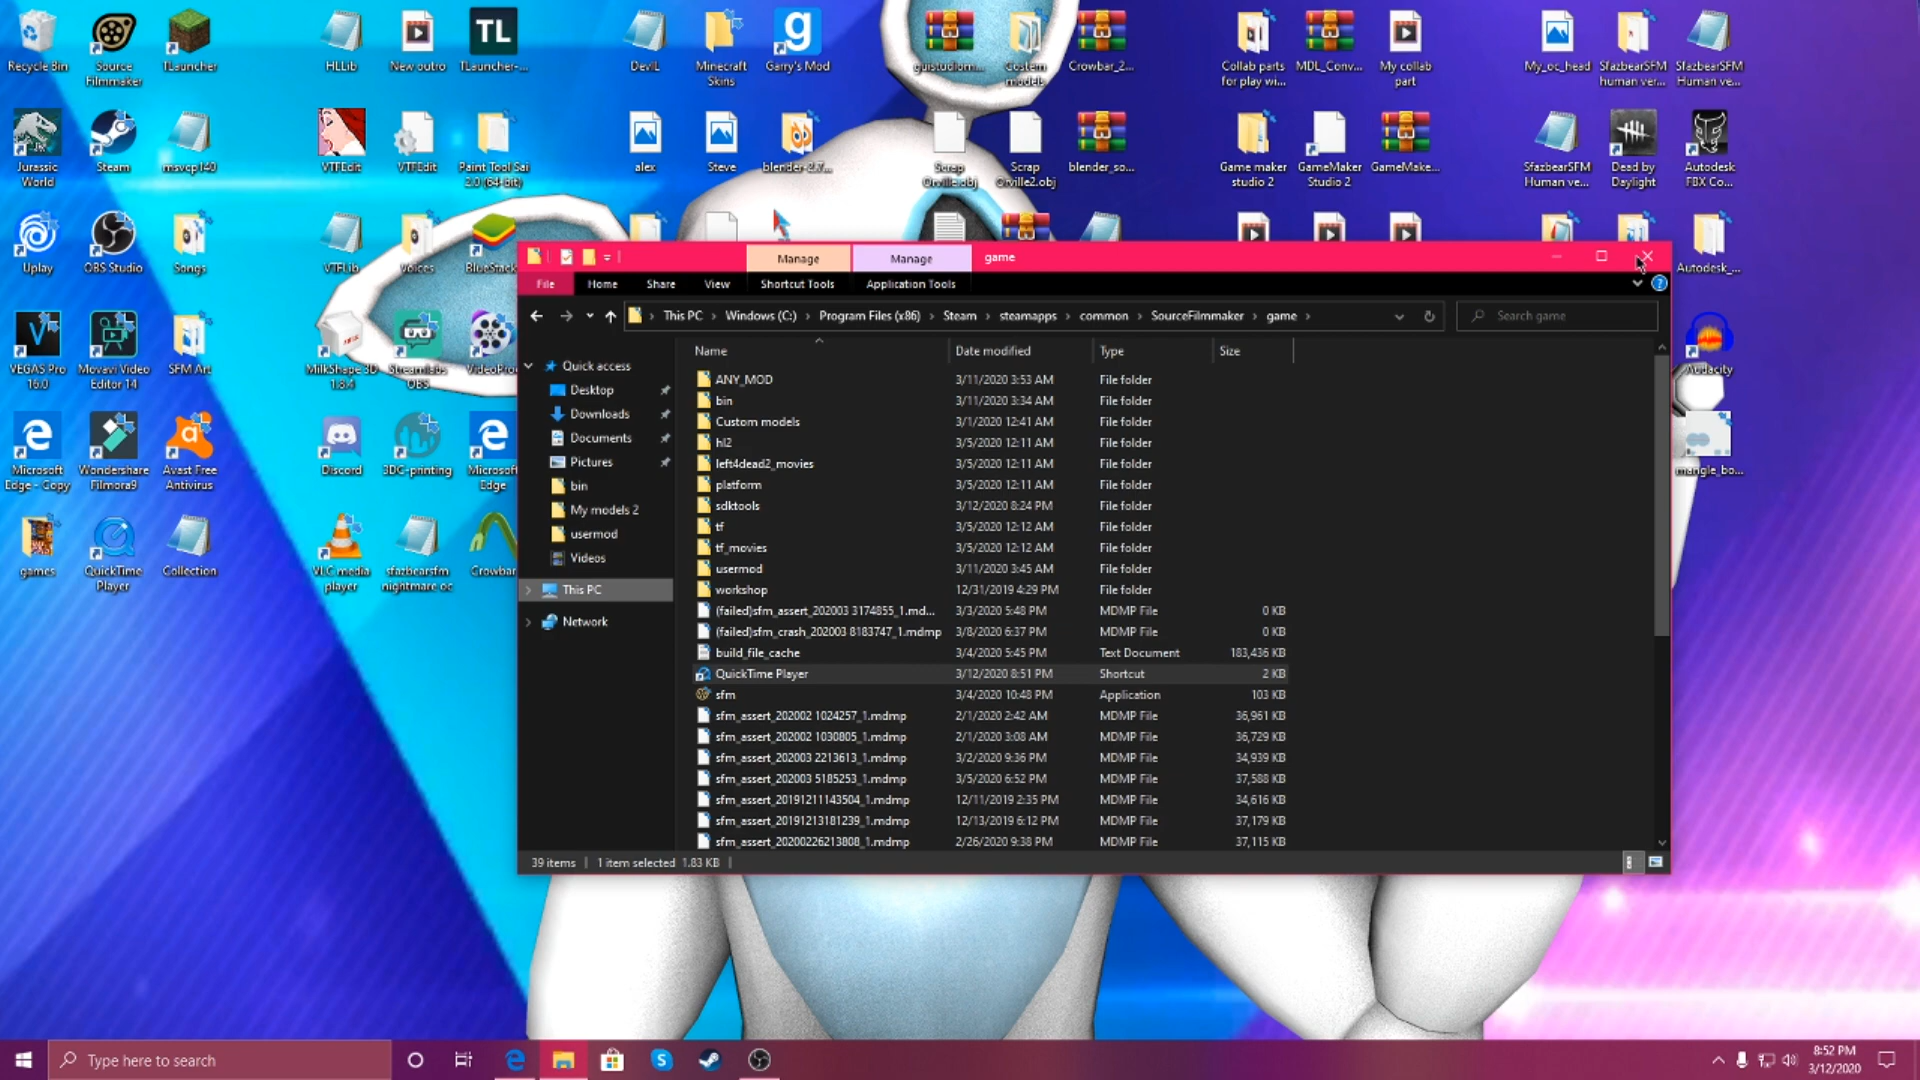 Recycle Bin
Source Filmmaker
TLauncher
HLLib
New outro
TLauncher-...
DevIL
Minecraft Skins
Garry's Mod
guistudiom...
Costem models
Crowbar_2...
Collab parts for play wi...
MDL_Conv...
My collab part
My_oc_head
SfazbearSFM human ver...
SfazbearSFM Human ve...
Jurassic World
Steam
msvcp140
VTFEdit
VTFEdit
Paint Tool Sai 2.0 (64-bit)
alex
Steve
blender-2.7...
Scrap Orville.obj
Scrap Orville2.obj
blender_so...
Game maker studio 2
GameMaker Studio 2
GameMake...
SfazbearSFM Human ve...
Dead by Daylight
Autodesk FBX Co...
Uplay
OBS Studio
Songs
VTFLib
Voices
BlueStack
Autodesk_...
VEGAS Pro 16.0
Movavi Video Editor 14
SFM Art
MilkShape 3D 1.8.4
Streamlabs OBS
VideoProc
Audacity
Microsoft Edge - Copy
Wondershare Filmora9
Avast Free Antivirus
Discord
3DC-printing
Microsoft Edge
mangle_bo...
games
QuickTime Player
Collection
VLC media player
sfazbearsfm nightmare oc
Crowbar
Manage
Manage
game
File
Home
Share
View
Shortcut Tools
Application Tools
This PC
Windows (C:)
Program Files (x86)
Steam
steamapps
common
SourceFilmmaker
game
Search game
Name
Date modified
Type
Size
Quick access
Desktop
Downloads
Documents
Pictures
bin
My models 2
usermod
Videos
This PC
Network
ANY_MOD 3/11/2020 3:53 AM File folder
bin 3/11/2020 3:34 AM File folder
Custom models 3/1/2020 12:41 AM File folder
hl2 3/5/2020 12:11 AM File folder
left4dead2_movies 3/5/2020 12:11 AM File folder
platform 3/5/2020 12:11 AM File folder
sdktools 3/12/2020 8:24 PM File folder
tf 3/5/2020 12:12 AM File folder
tf_movies 3/5/2020 12:12 AM File folder
usermod 3/11/2020 3:45 AM File folder
workshop 12/31/2019 4:29 PM File folder
(failed)sfm_assert_202003 3174855_1.md... 3/3/2020 5:48 PM MDMP File 0 KB
(failed)sfm_crash_202003 8183747_1.mdmp 3/8/2020 6:37 PM MDMP File 0 KB
build_file_cache 3/4/2020 5:45 PM Text Document 183,436 KB
QuickTime Player 3/12/2020 8:51 PM Shortcut 2 KB
sfm 3/4/2020 10:48 PM Application 103 KB
sfm_assert_202002 1024257_1.mdmp 2/1/2020 2:42 AM MDMP File 36,961 KB
sfm_assert_202002 1030805_1.mdmp 2/1/2020 3:08 AM MDMP File 36,729 KB
sfm_assert_202003 2213613_1.mdmp 3/2/2020 9:36 PM MDMP File 34,939 KB
sfm_assert_202003 5185253_1.mdmp 3/5/2020 6:52 PM MDMP File 37,588 KB
sfm_assert_20191211143504_1.mdmp 12/11/2019 2:35 PM MDMP File 34,616 KB
sfm_assert_20191213181239_1.mdmp 12/13/2019 6:12 PM MDMP File 37,179 KB
sfm_assert_20200226213808_1.mdmp 2/26/2020 9:38 PM MDMP File 37,115 KB
39 items
1 item selected 1.83 KB
Type here to search
8:52 PM
3/12/2020